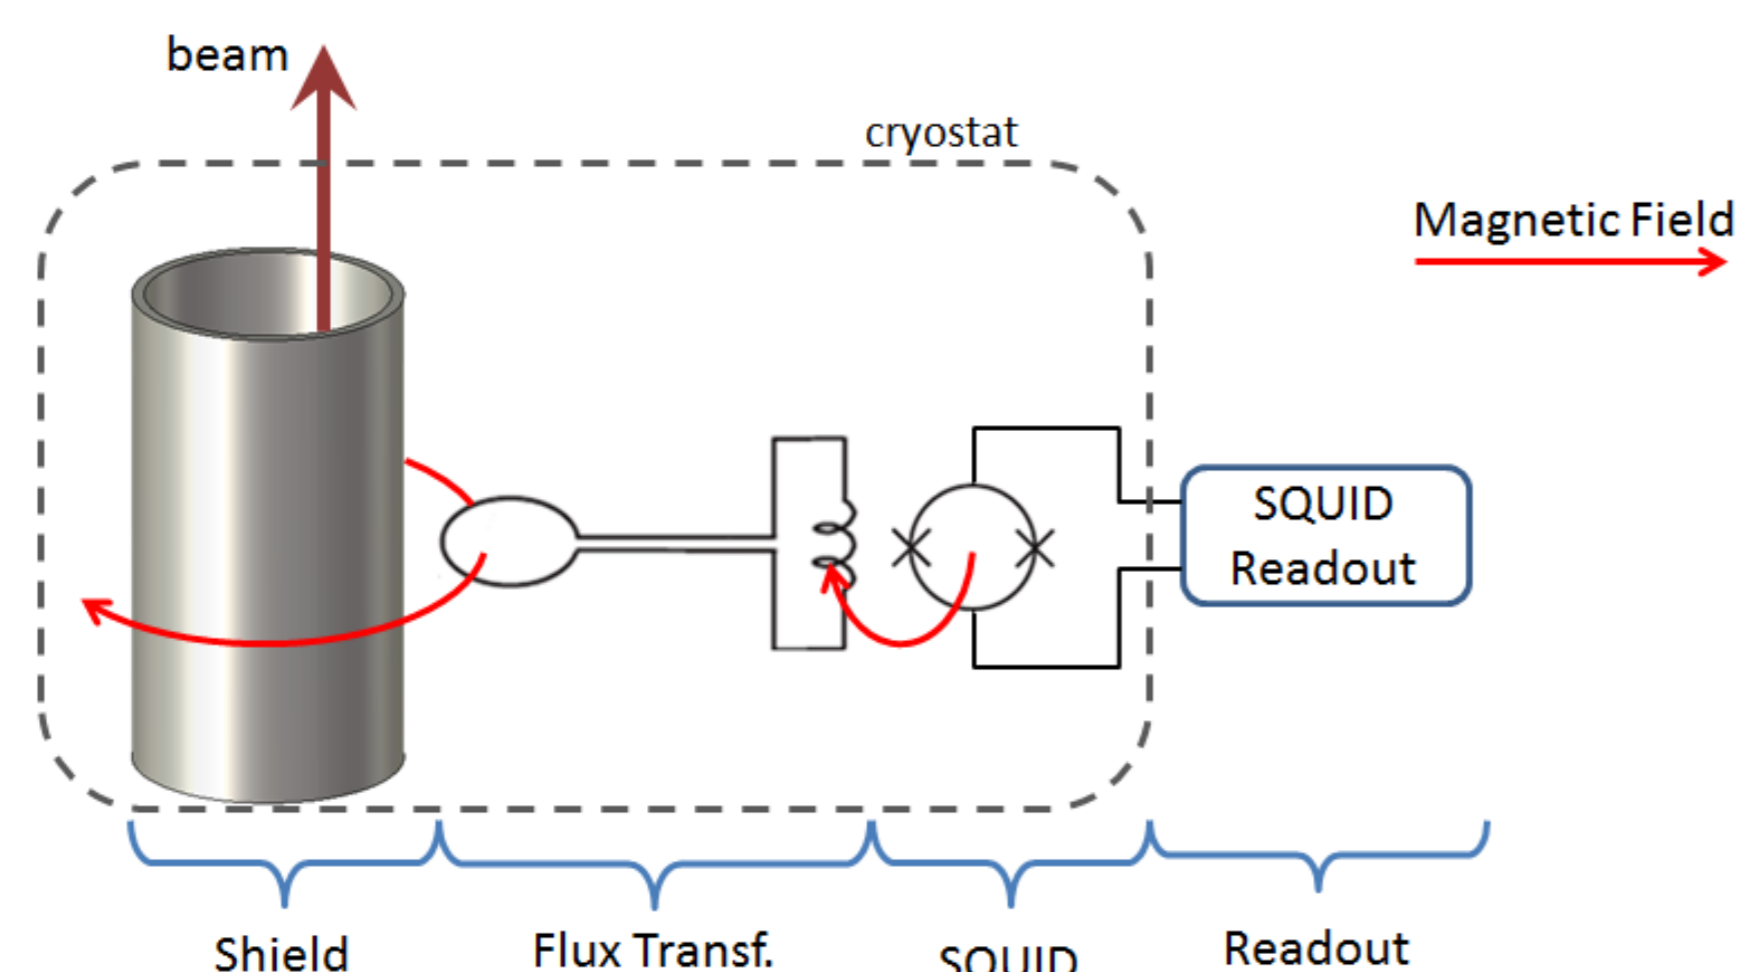 beam
cryostat
Magnetic Field
SQUID
Readout
Shield
Flux Transf.
SQUID
Readout